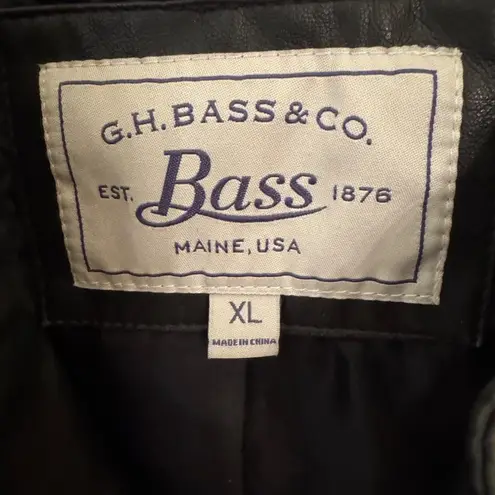 G.H. BASS & CO.
EST. Bass 1876
MAINE, USA
XL
MADE IN CHINA